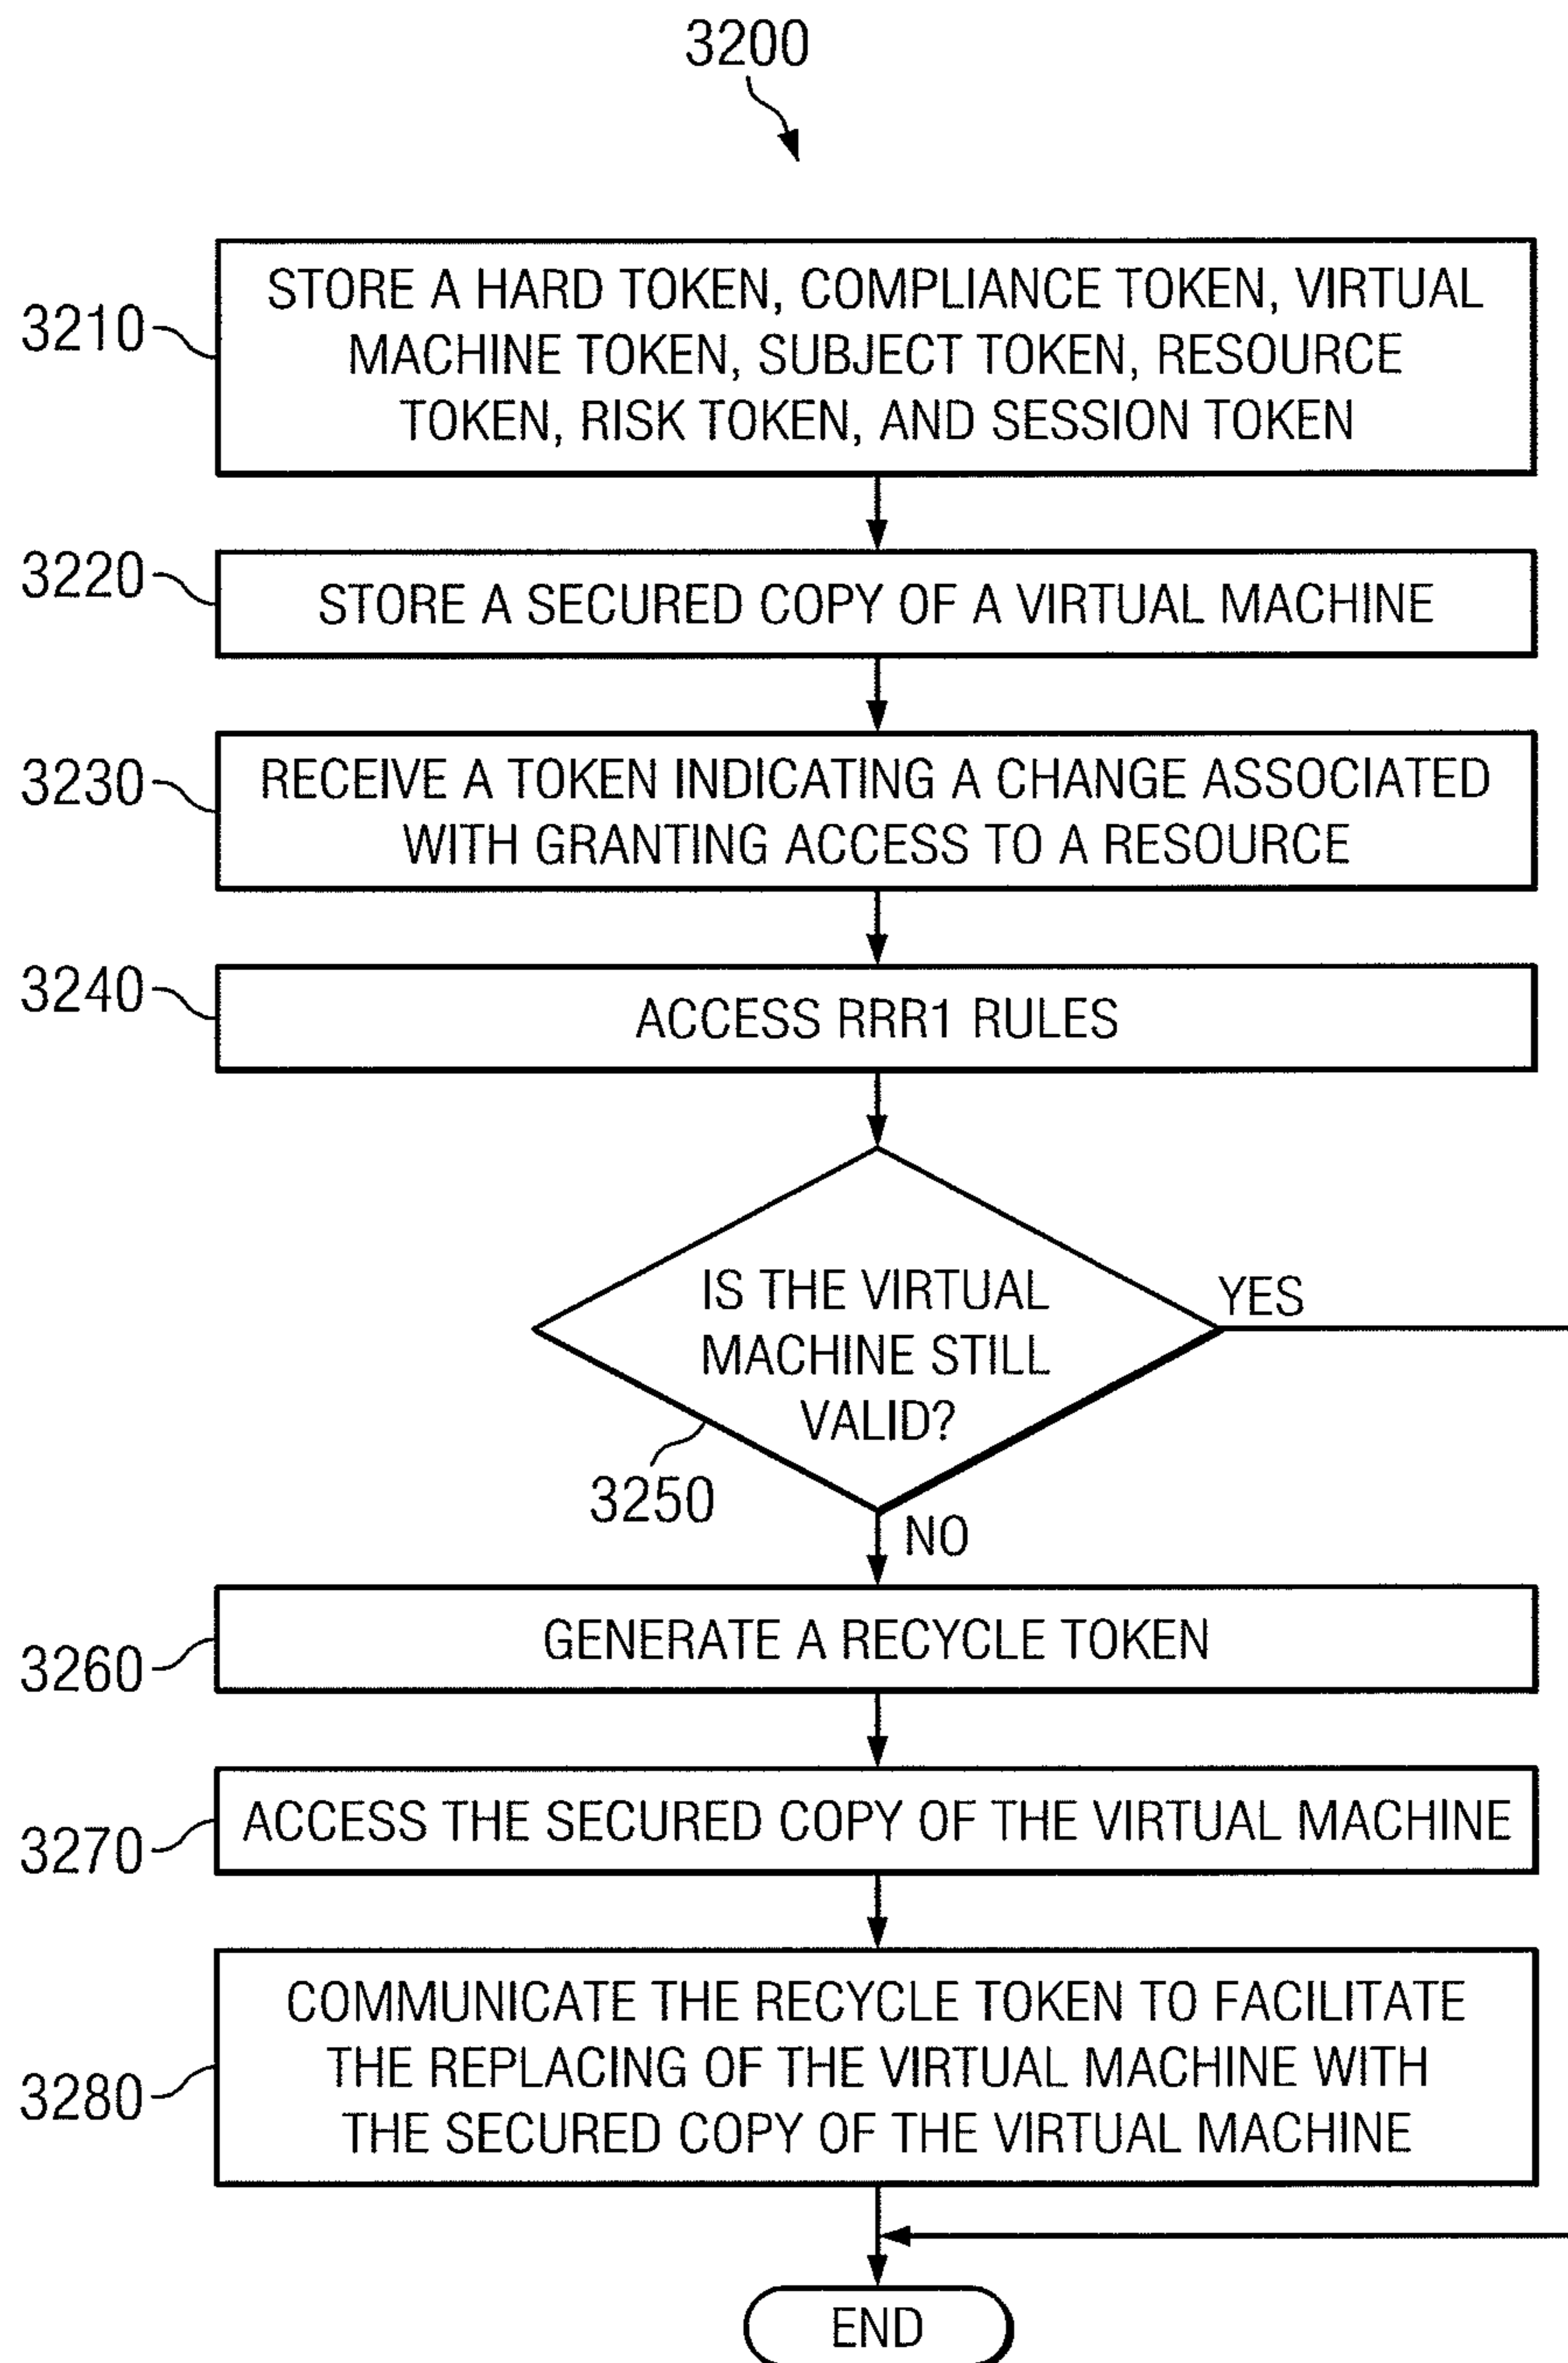 3200
3210
STORE A HARD TOKEN, COMPLIANCE TOKEN, VIRTUAL
MACHINE TOKEN, SUBJECT TOKEN, RESOURCE
TOKEN, RISK TOKEN, AND SESSION TOKEN
3220
STORE A SECURED COPY OF A VIRTUAL MACHINE
3230
RECEIVE A TOKEN INDICATING A CHANGE ASSOCIATED
WITH GRANTING ACCESS TO A RESOURCE
3240
ACCESS RRR1 RULES
IS THE VIRTUAL
MACHINE STILL
VALID?
YES
3250
NO
3260
GENERATE A RECYCLE TOKEN
3270
ACCESS THE SECURED COPY OF THE VIRTUAL MACHINE
3280
COMMUNICATE THE RECYCLE TOKEN TO FACILITATE
THE REPLACING OF THE VIRTUAL MACHINE WITH
THE SECURED COPY OF THE VIRTUAL MACHINE
END